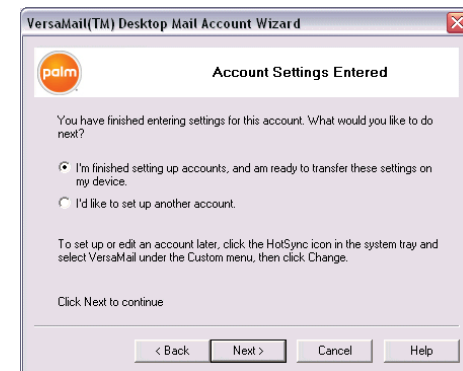 VersaMail(TM) Desktop Mail Account Wizard
palm
Account Settings Entered
You have finished entering settings for this account. What would you like to do
next?
I'm finished setting up accounts, and am ready to transfer these settings on
my device.
I'd like to set up another account.
To set up or edit an account later, click the HotSync icon in the system tray and
select VersaMail under the Custom menu, then click Change.
Click Next to continue
< Back Next > Cancel Help